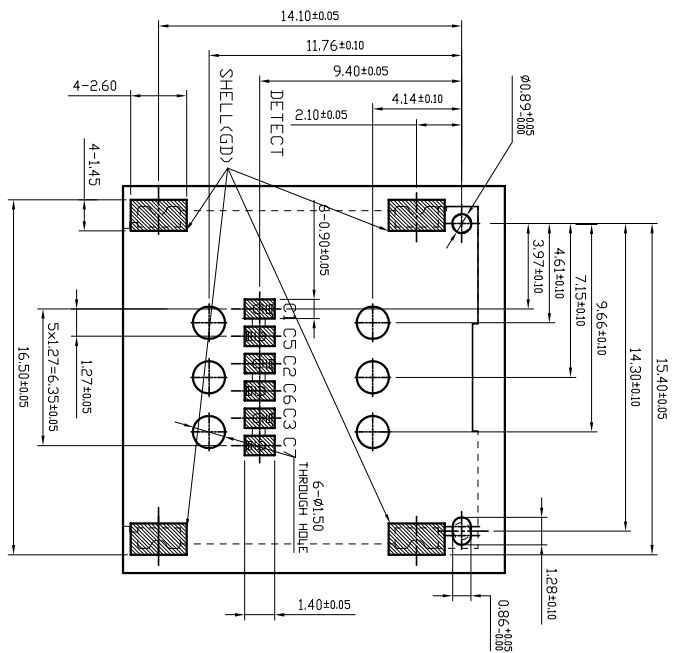 14.10±0.05
11.76±0.10
9.40±0.05
4.14±0.10
2.10±0.05
4-2.60
4-1.45
SHELL(GD)
DETECT
Ø0.89+0.05 -0.00
8-0.90±0.05
3.97±0.10
4.61±0.10
7.15±0.10
9.66±0.10
14.30±0.10
15.40±0.05
C1
C5
C2
C6
C3
C7
16.50±0.05
5x1.27=6.35±0.05
1.27±0.05
6-Ø1.50
THROUGH HOLE
1.40±0.05
0.86+0.05 -0.00
1.28±0.10